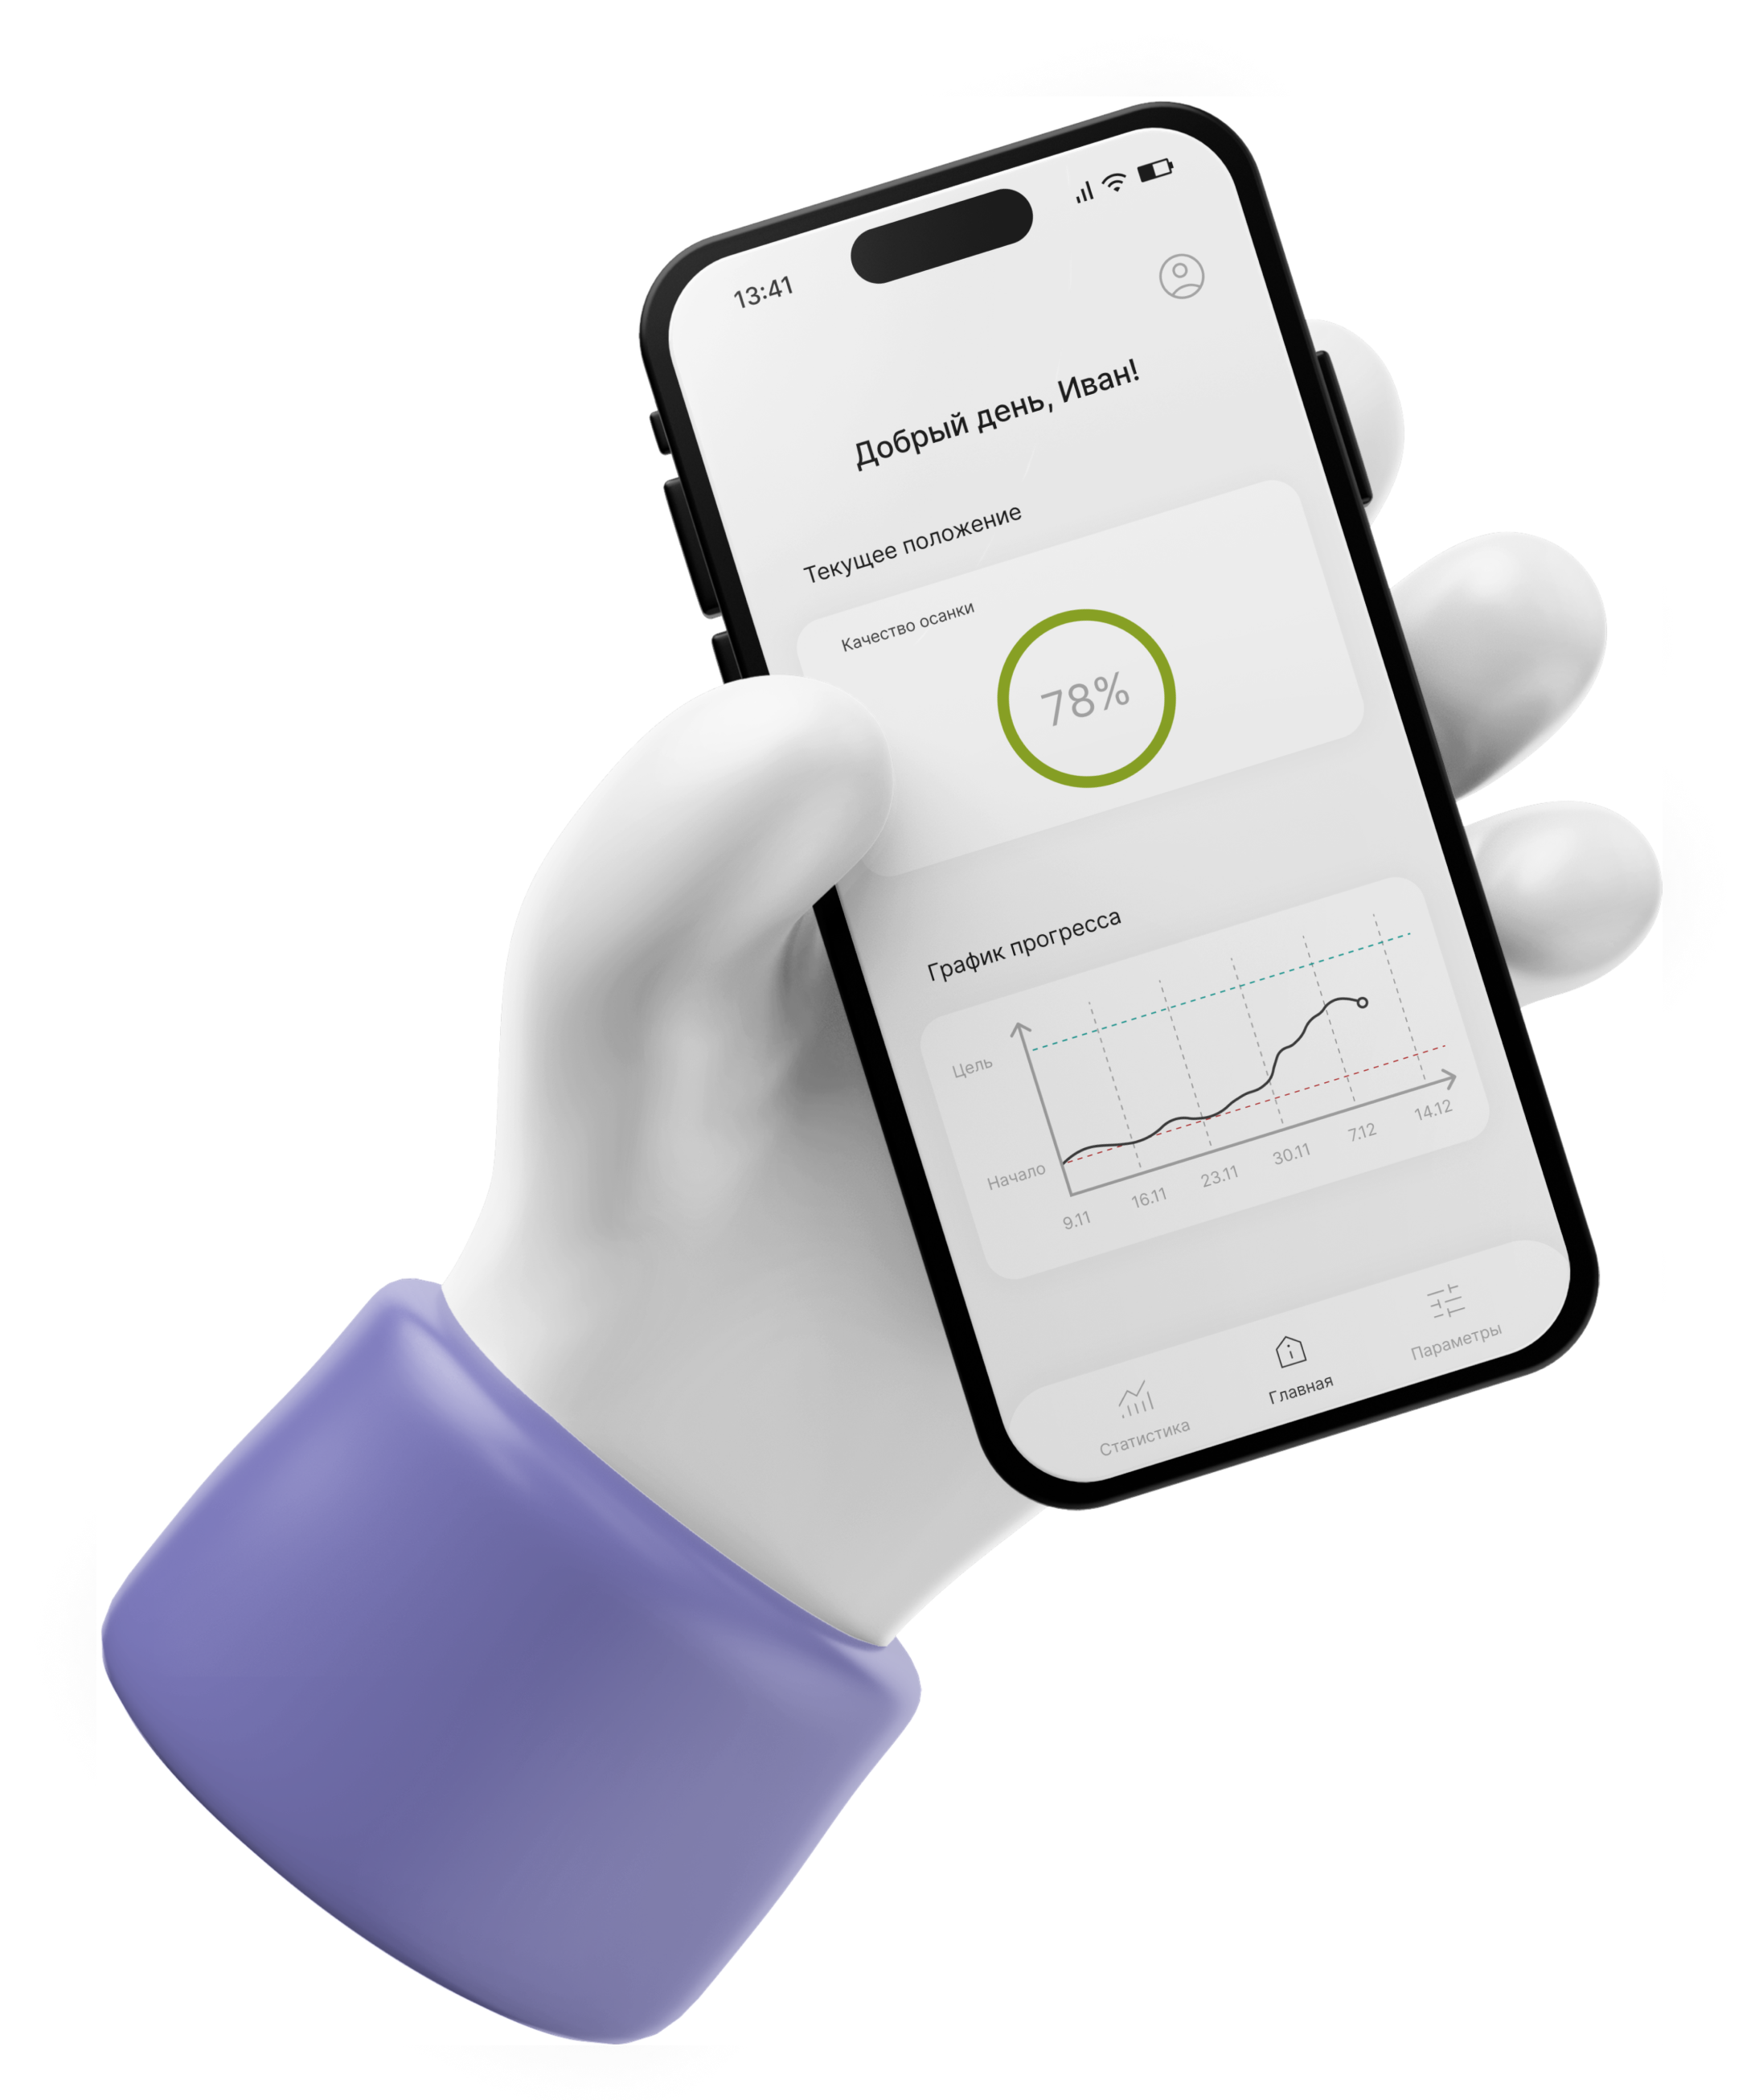 13:41
Добрый день, Иван!
Текущее положение
Качество осанки
78%
График прогресса
Цель
Начало
9.11
16.11
23.11
30.11
7.12
14.12
Статистика
Главная
Параметры